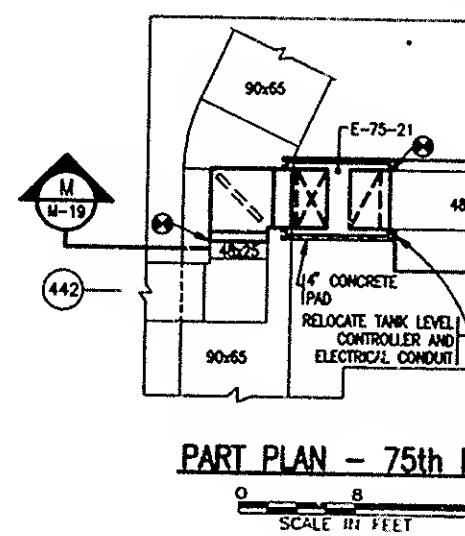 90x65
E-75-21
M
M-19
48
48x25
442
4" CONCRETE
PAD
RELOCATE TANK LEVEL
CONTROLLER AND
ELECTRICAL CONDUIT
90x65
PART PLAN - 75th
0 8
SCALE IN FEET